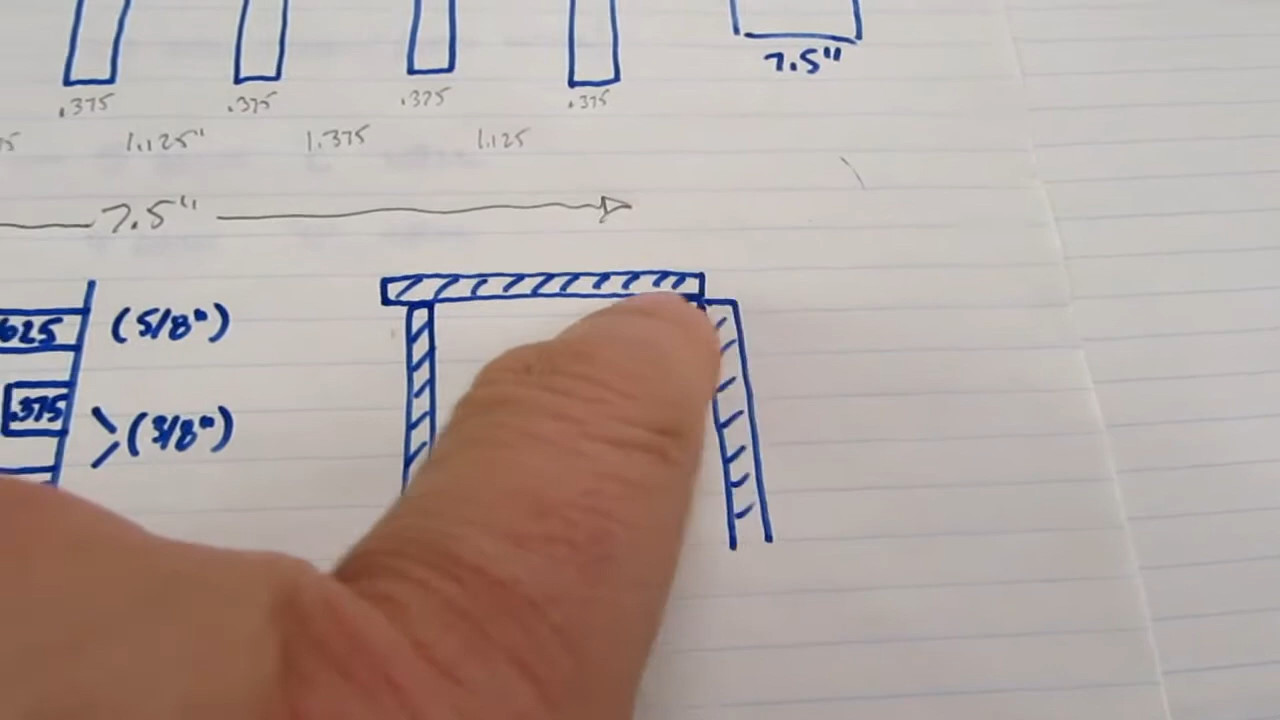 7.5"
.375 .375 .375 .375
1.125" 1.375 1.125
7.5"
625 (5/8")
.375 (3/8")